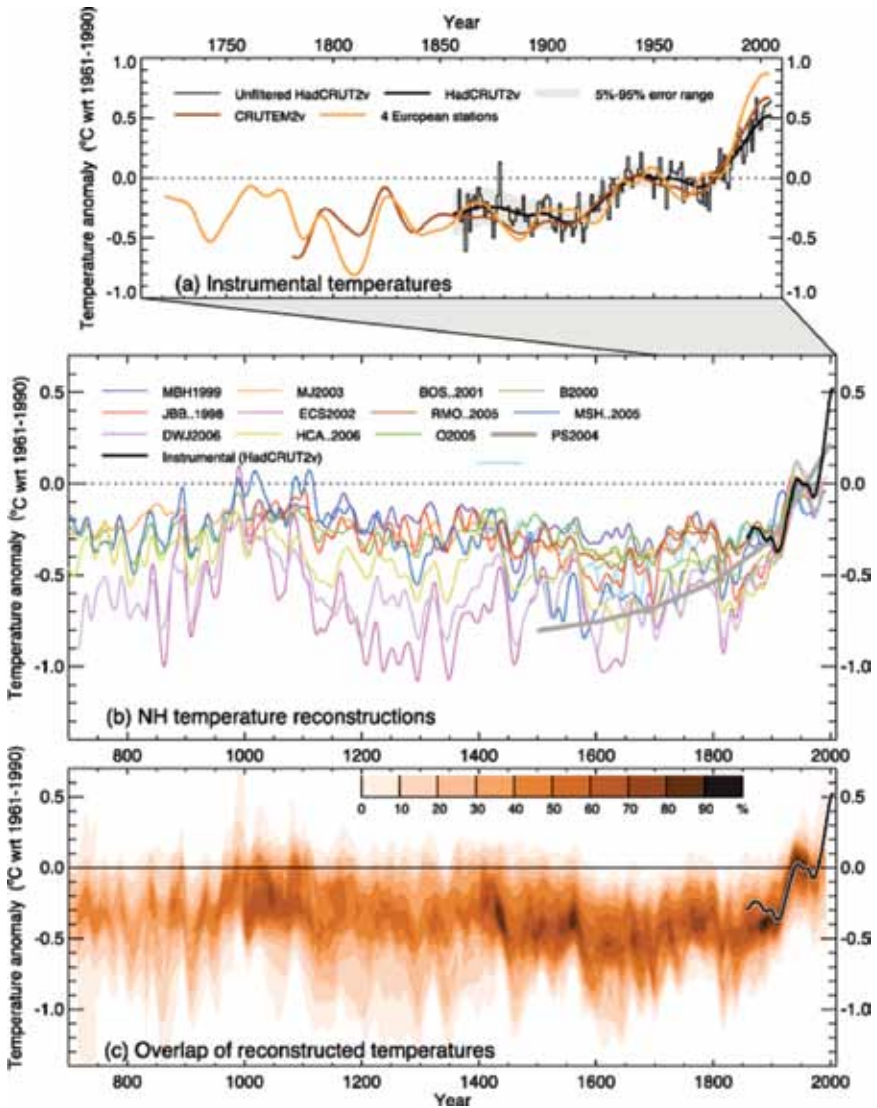 Year
1750 1800 1850 1900 1950 2000
Temperature anomaly (°C wrt 1961-1990)
1.0 1.0
0.5 0.5
0.0 0.0
-0.5 -0.5
-1.0 -1.0
Unfiltered HadCRUT2v HadCRUT2v 5%-95% error range
CRUTEM2v 4 European stations
(a) Instrumental temperatures
Temperature anomaly (°C wrt 1961-1990)
0.5 0.5
0.0 0.0
-0.5 -0.5
-1.0 -1.0
MBH1999 MJ2003 BOS..2001 B2000
JBB..1998 ECS2002 RMO..2005 MSH..2005
DWJ2006 HCA..2006 O2005 PS2004
Instrumental (HadCRUT2v)
(b) NH temperature reconstructions
800 1000 1200 1400 1600 1800 2000
Temperature anomaly (°C wrt 1961-1990)
0.5 0.5
0.0 0.0
-0.5 -0.5
-1.0 -1.0
0 10 20 30 40 50 60 70 80 90 %
(c) Overlap of reconstructed temperatures
800 1000 1200 1400 1600 1800 2000
Year